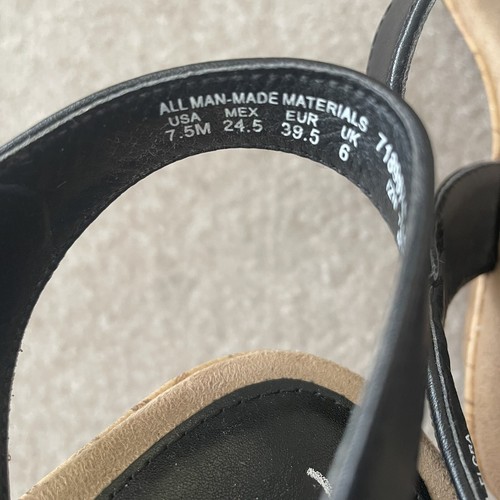 ALL MAN-MADE MATERIALS
USA MEX EUR UK
7.5M 24.5 39.5 6